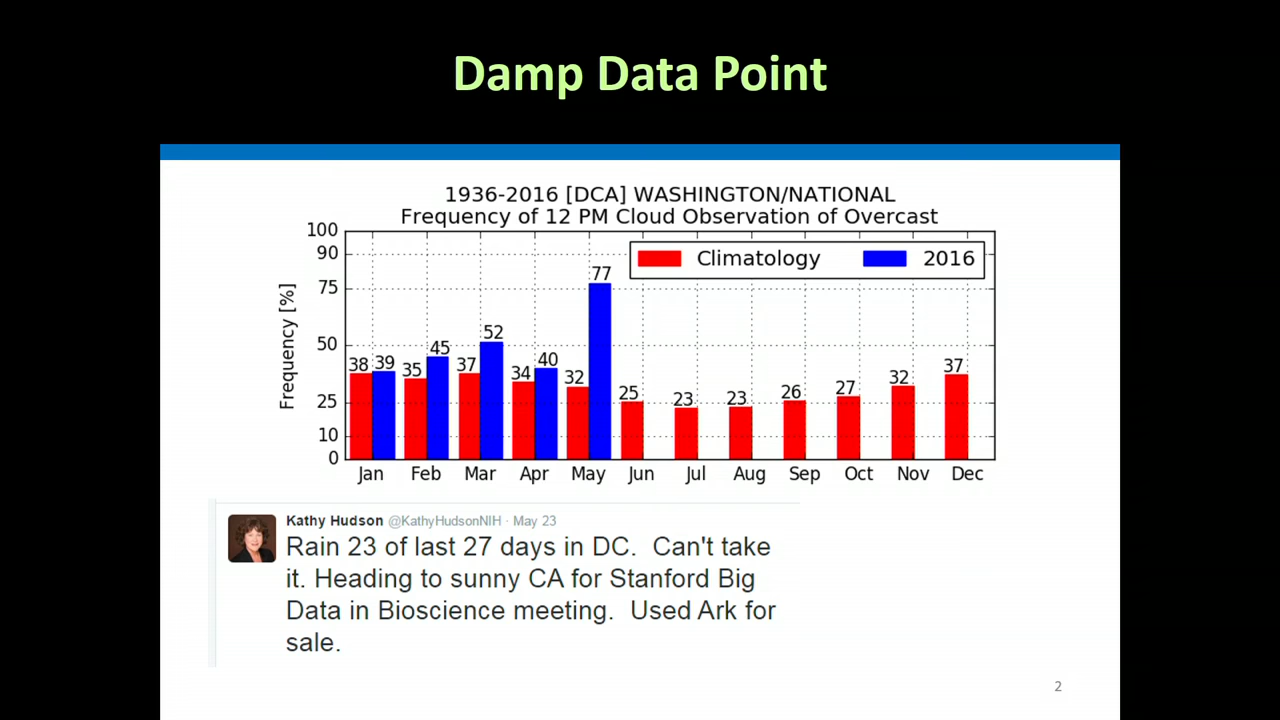 Damp Data Point
1936-2016 [DCA] WASHINGTON/NATIONAL
Frequency of 12 PM Cloud Observation of Overcast
Climatology 2016
Frequency [%]
100
90
75
50
25
10
0
38 39 35 45 37 52 34 40 32 77 25 23 23 26 27 32 37
Jan Feb Mar Apr May Jun Jul Aug Sep Oct Nov Dec
Kathy Hudson @KathyHudsonNIH · May 23
Rain 23 of last 27 days in DC. Can't take
it. Heading to sunny CA for Stanford Big
Data in Bioscience meeting. Used Ark for
sale.
2